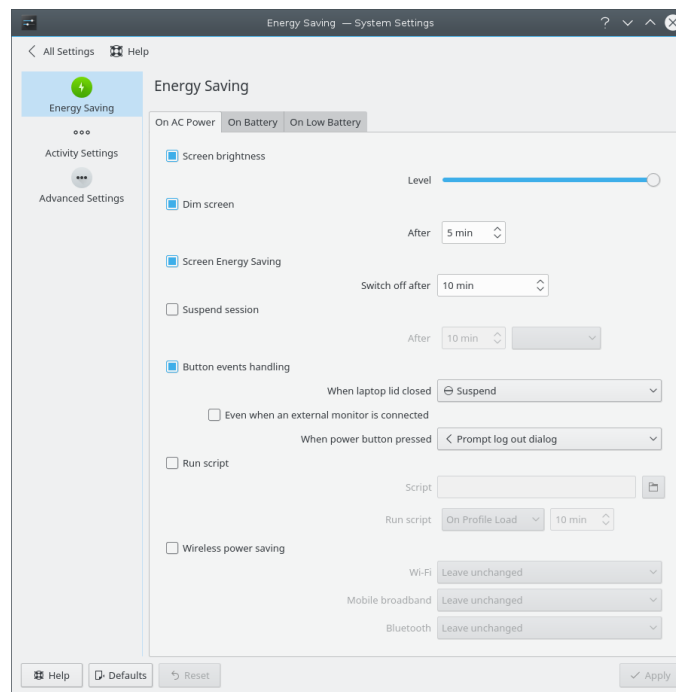 Energy Saving — System Settings
All Settings Help
Energy Saving
Activity Settings
Advanced Settings
Energy Saving
On AC Power On Battery On Low Battery
Screen brightness
Level
Dim screen
After 5 min
Screen Energy Saving
Switch off after 10 min
Suspend session
After 10 min
Button events handling
When laptop lid closed Suspend
Even when an external monitor is connected
When power button pressed Prompt log out dialog
Run script
Script
Run script On Profile Load 10 min
Wireless power saving
Wi-Fi Leave unchanged
Mobile broadband Leave unchanged
Bluetooth Leave unchanged
Help Defaults Reset Apply